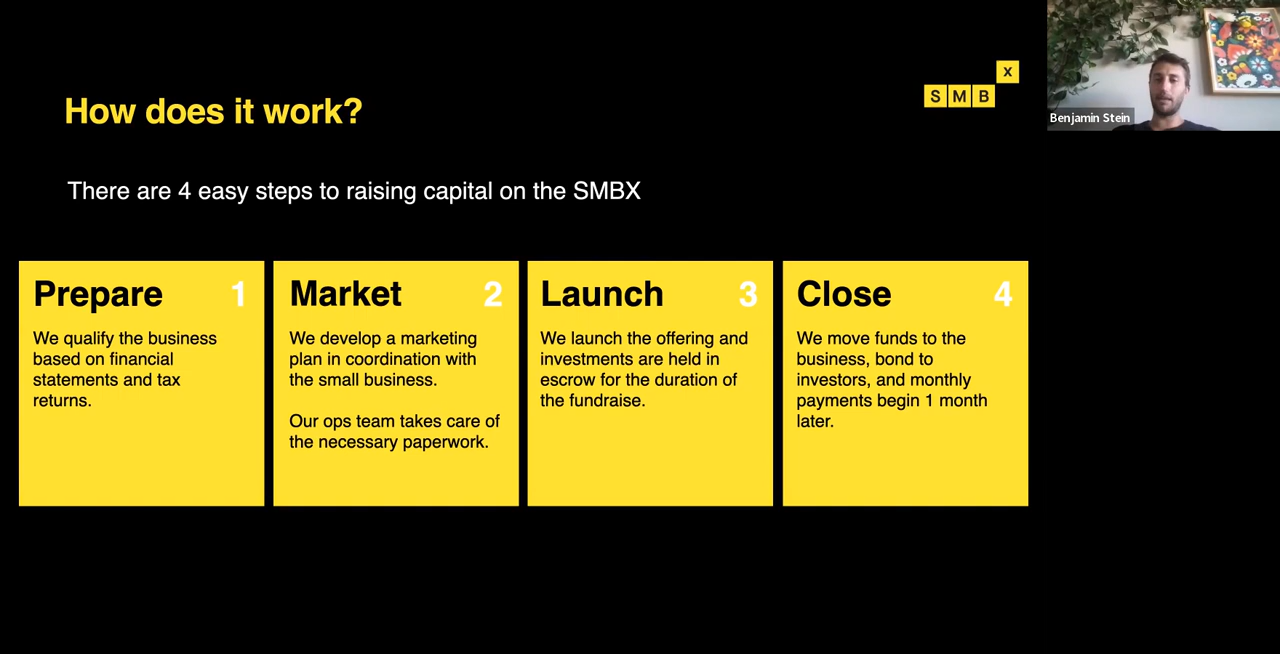 How does it work?
X
SMB
Benjamin Stein
There are 4 easy steps to raising capital on the SMBX
Prepare 1
We qualify the business
based on financial
statements and tax
returns.
Market 2
We develop a marketing
plan in coordination with
the small business.
Our ops team takes care of
the necessary paperwork.
Launch 3
We launch the offering and
investments are held in
escrow for the duration of
the fundraise.
Close 4
We move funds to the
business, bond to
investors, and monthly
payments begin 1 month
later.